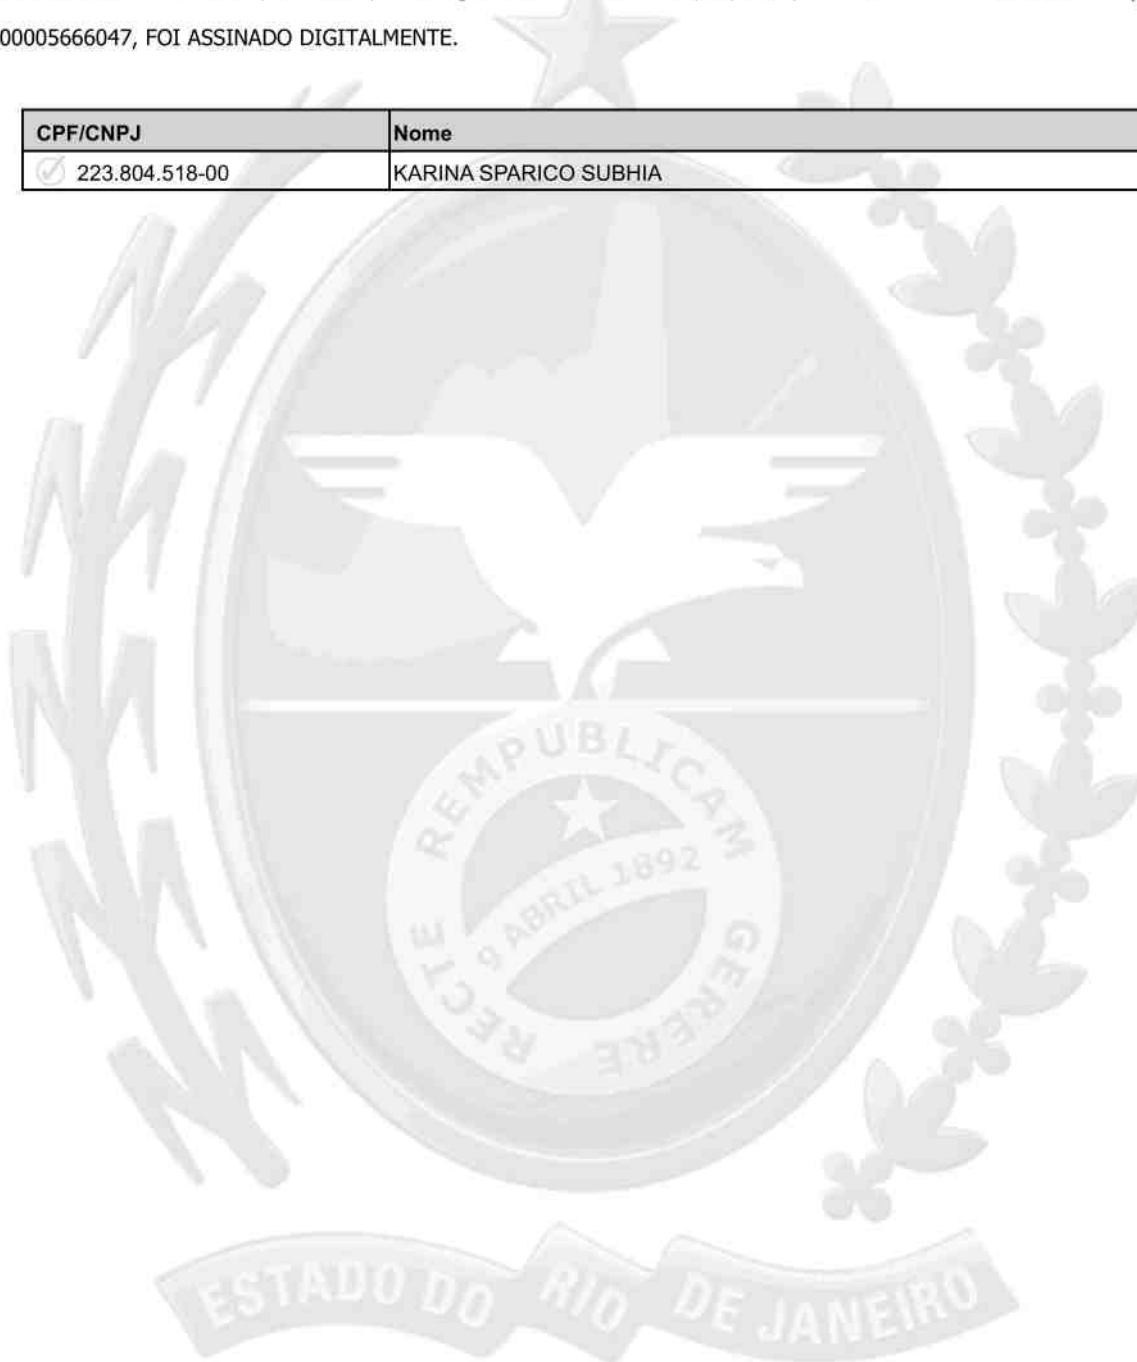 00005666047, FOI ASSINADO DIGITALMENTE.
CPF/CNPJ Nome
223.804.518-00 KARINA SPARICO SUBHIA
RECTE REMPUBLICAM GERERE
9 ABRIL 1892
ESTADO DO RIO DE JANEIRO